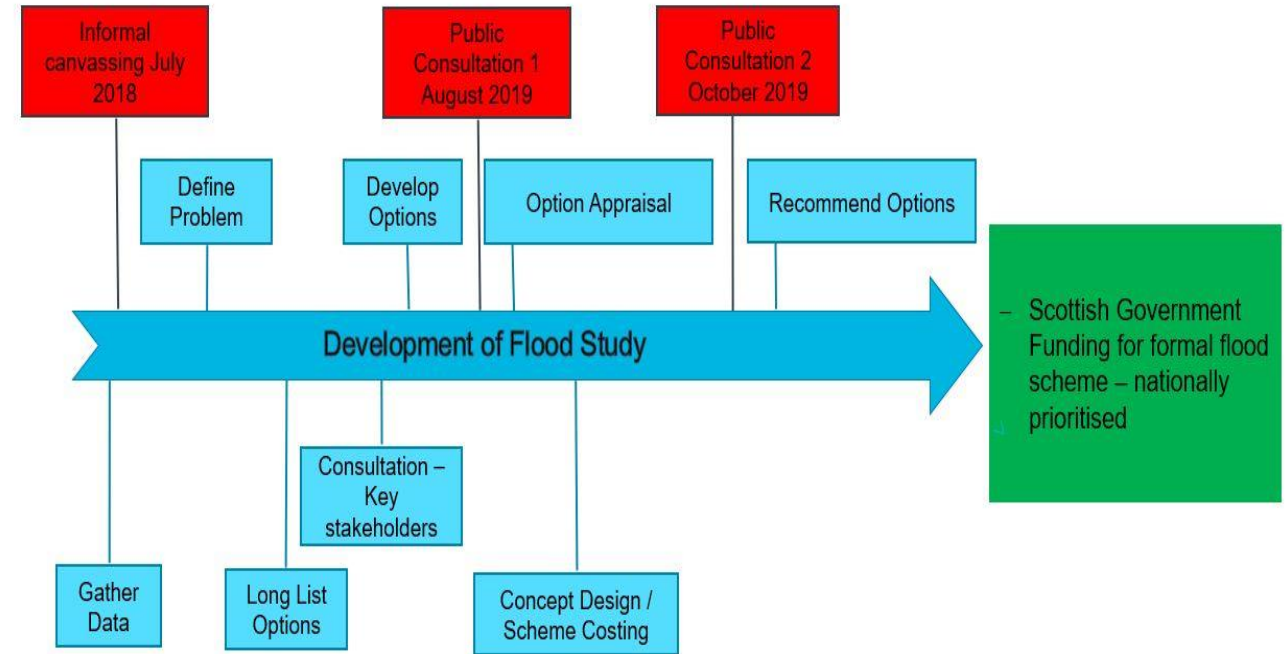 Informal
canvassing July
2018
Public
Consultation 1
August 2019
Public
Consultation 2
October 2019
Define
Problem
Develop
Options
Option Appraisal
Recommend Options
Development of Flood Study
– Scottish Government
Funding for formal flood
scheme – nationally
prioritised
Consultation –
Key
stakeholders
Gather
Data
Long List
Options
Concept Design /
Scheme Costing